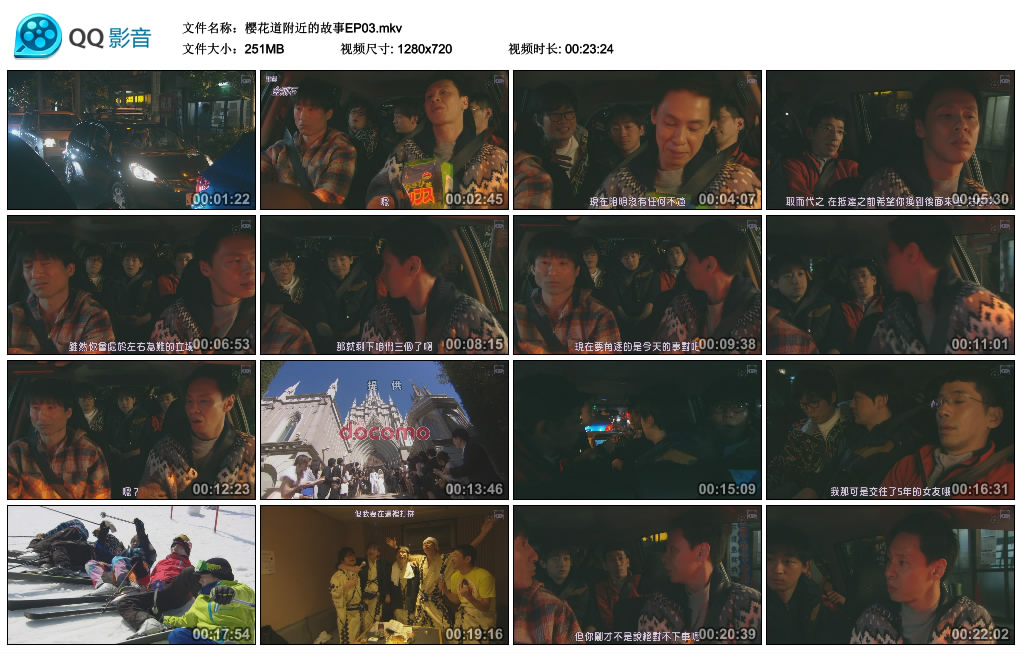 QQ 影音
文件名称: 樱花道附近的故事EP03.mkv
文件大小: 251MB 视频尺寸: 1280x720 视频时长: 00:23:24
00:01:22
嗯
00:02:45
現在咱明沒有任何不適
00:04:07
取而代之 在抵達之前希望你換到後面來
00:05:30
雖然你會處於左右為難的立場
00:06:53
那就剩下咱们三個了啊
00:08:15
現在要角逐的是今天的事對吧
00:09:38
00:11:01
嗯?
00:12:23
提 供
docomo
00:13:46
00:15:09
我那可是交往了5年的女友哦
00:16:31
00:17:54
00:19:16
但你剛才不是說絕對不下車嗎
00:20:39
00:22:02